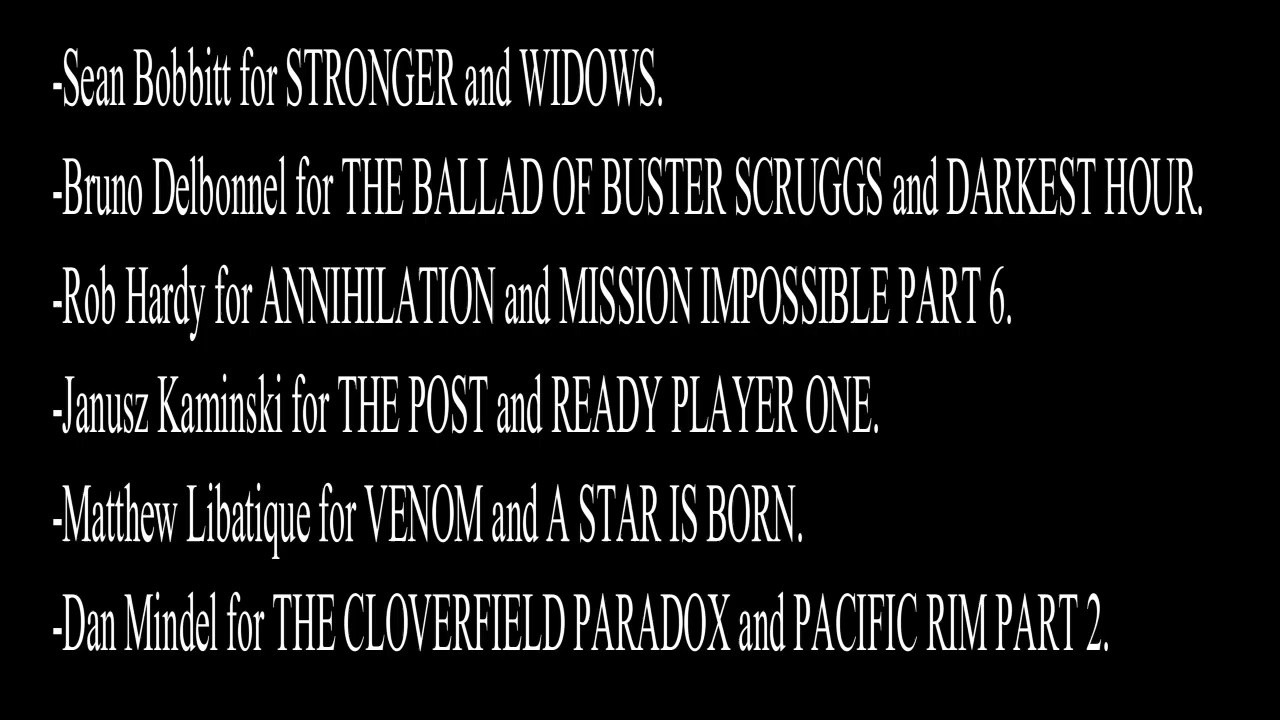 -Sean Bobbitt for STRONGER and WIDOWS.
-Bruno Delbonnel for THE BALLAD OF BUSTER SCRUGGS and DARKEST HOUR.
-Rob Hardy for ANNIHILATION and MISSION IMPOSSIBLE PART 6.
-Janusz Kaminski for THE POST and READY PLAYER ONE.
-Matthew Libatique for VENOM and A STAR IS BORN.
-Dan Mindel for THE CLOVERFIELD PARADOX and PACIFIC RIM PART 2.